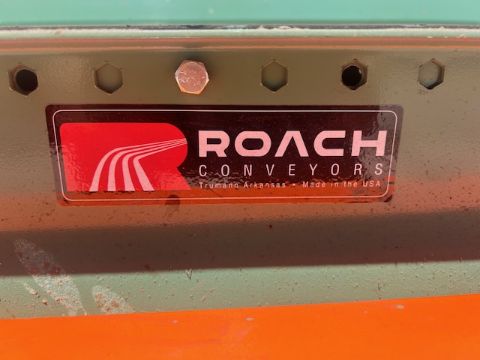 ROACH
CONVEYORS
Trumann Arkansas • Made in the USA